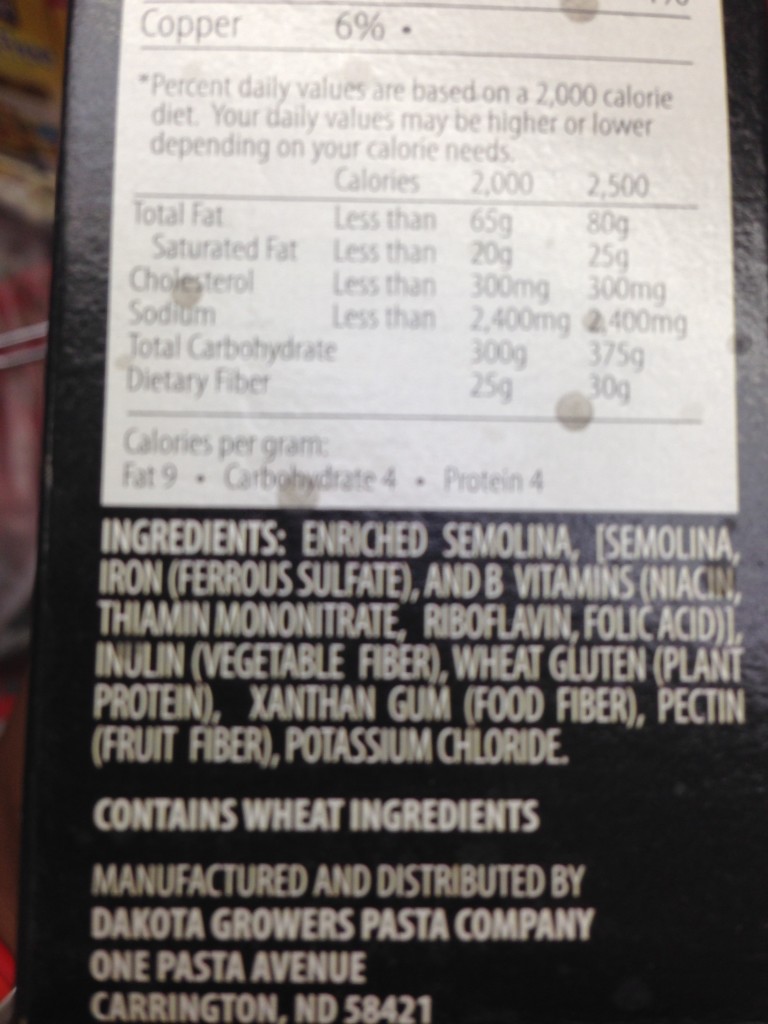 Copper 6% •
*Percent daily values are based on a 2,000 calorie
diet. Your daily values may be higher or lower
depending on your calorie needs.
Calories 2,000 2,500
Total Fat Less than 65g 80g
Saturated Fat Less than 20g 25g
Cholesterol Less than 300mg 300mg
Sodium Less than 2,400mg 2,400mg
Total Carbohydrate 300g 375g
Dietary Fiber 25g 30g
Calories per gram:
Fat 9 • Carbohydrate 4 • Protein 4
INGREDIENTS: ENRICHED SEMOLINA, [SEMOLINA,
IRON (FERROUS SULFATE), AND B VITAMINS (NIACIN,
THIAMIN MONONITRATE, RIBOFLAVIN, FOLIC ACID)],
INULIN (VEGETABLE FIBER), WHEAT GLUTEN (PLANT
PROTEIN), XANTHAN GUM (FOOD FIBER), PECTIN
(FRUIT FIBER), POTASSIUM CHLORIDE.
CONTAINS WHEAT INGREDIENTS
MANUFACTURED AND DISTRIBUTED BY
DAKOTA GROWERS PASTA COMPANY
ONE PASTA AVENUE
CARRINGTON, ND 58421